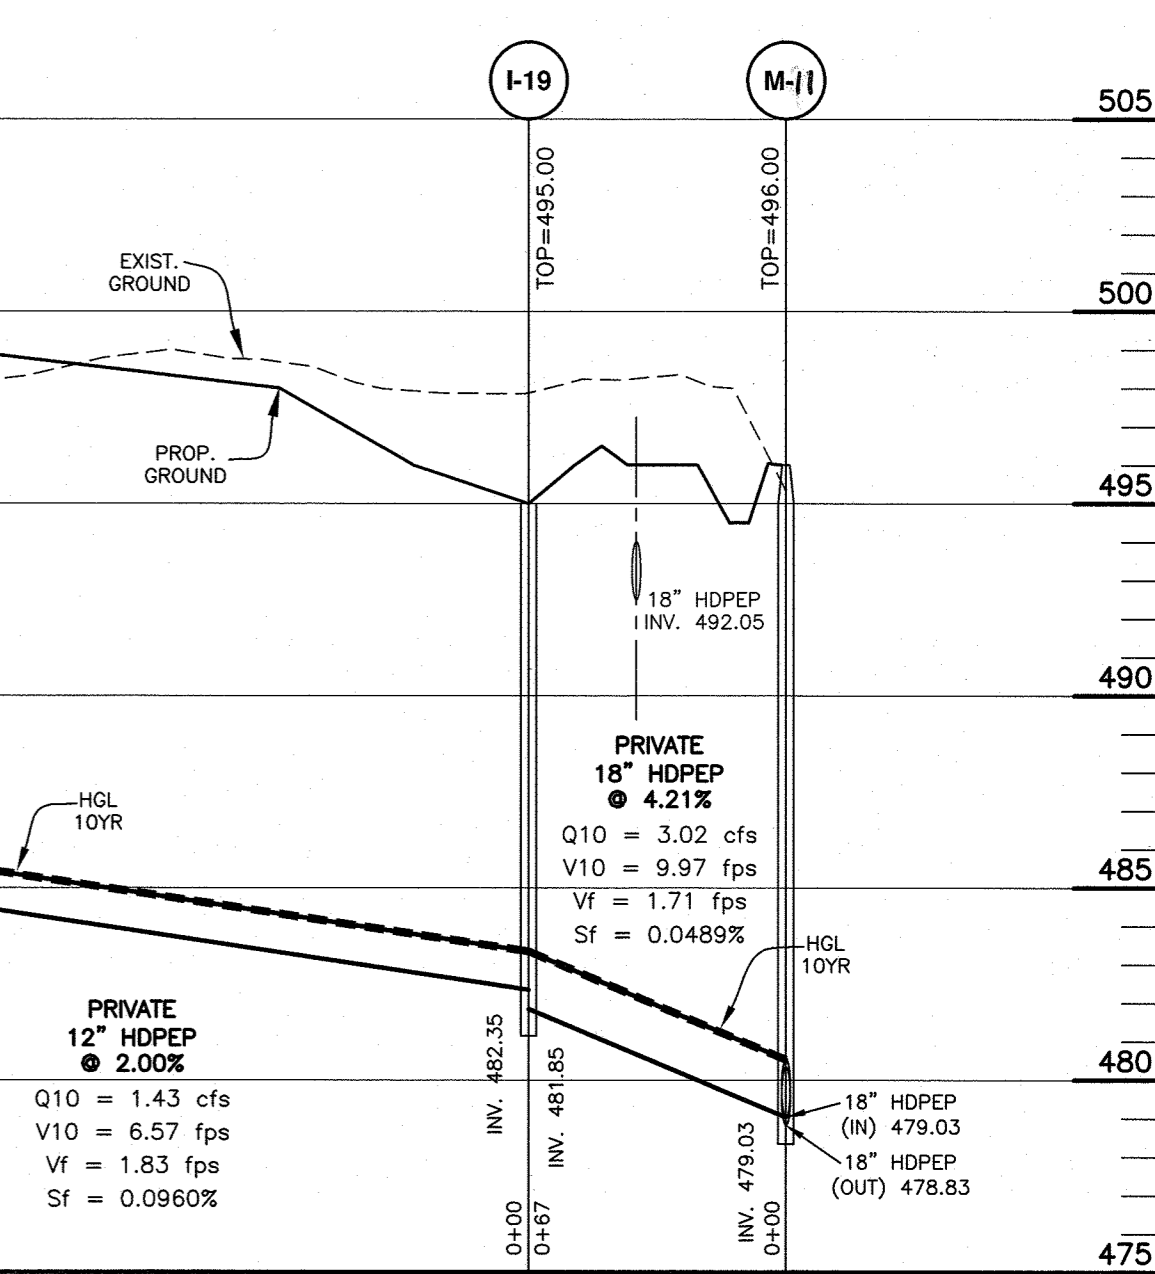 I-19
M-11
505
TOP=495.00
TOP=496.00
EXIST.
GROUND
500
PROP.
GROUND
495
18" HDPEP
INV. 492.05
490
PRIVATE
18" HDPEP
@ 4.21%
Q10 = 3.02 cfs
V10 = 9.97 fps
Vf = 1.71 fps
Sf = 0.0489%
HGL
10YR
485
HGL
10YR
PRIVATE
12" HDPEP
@ 2.00%
Q10 = 1.43 cfs
V10 = 6.57 fps
Vf = 1.83 fps
Sf = 0.0960%
INV. 482.35
INV. 481.85
480
18" HDPEP
(IN) 479.03
18" HDPEP
(OUT) 478.83
INV. 479.03
0+00
0+67
0+00
475